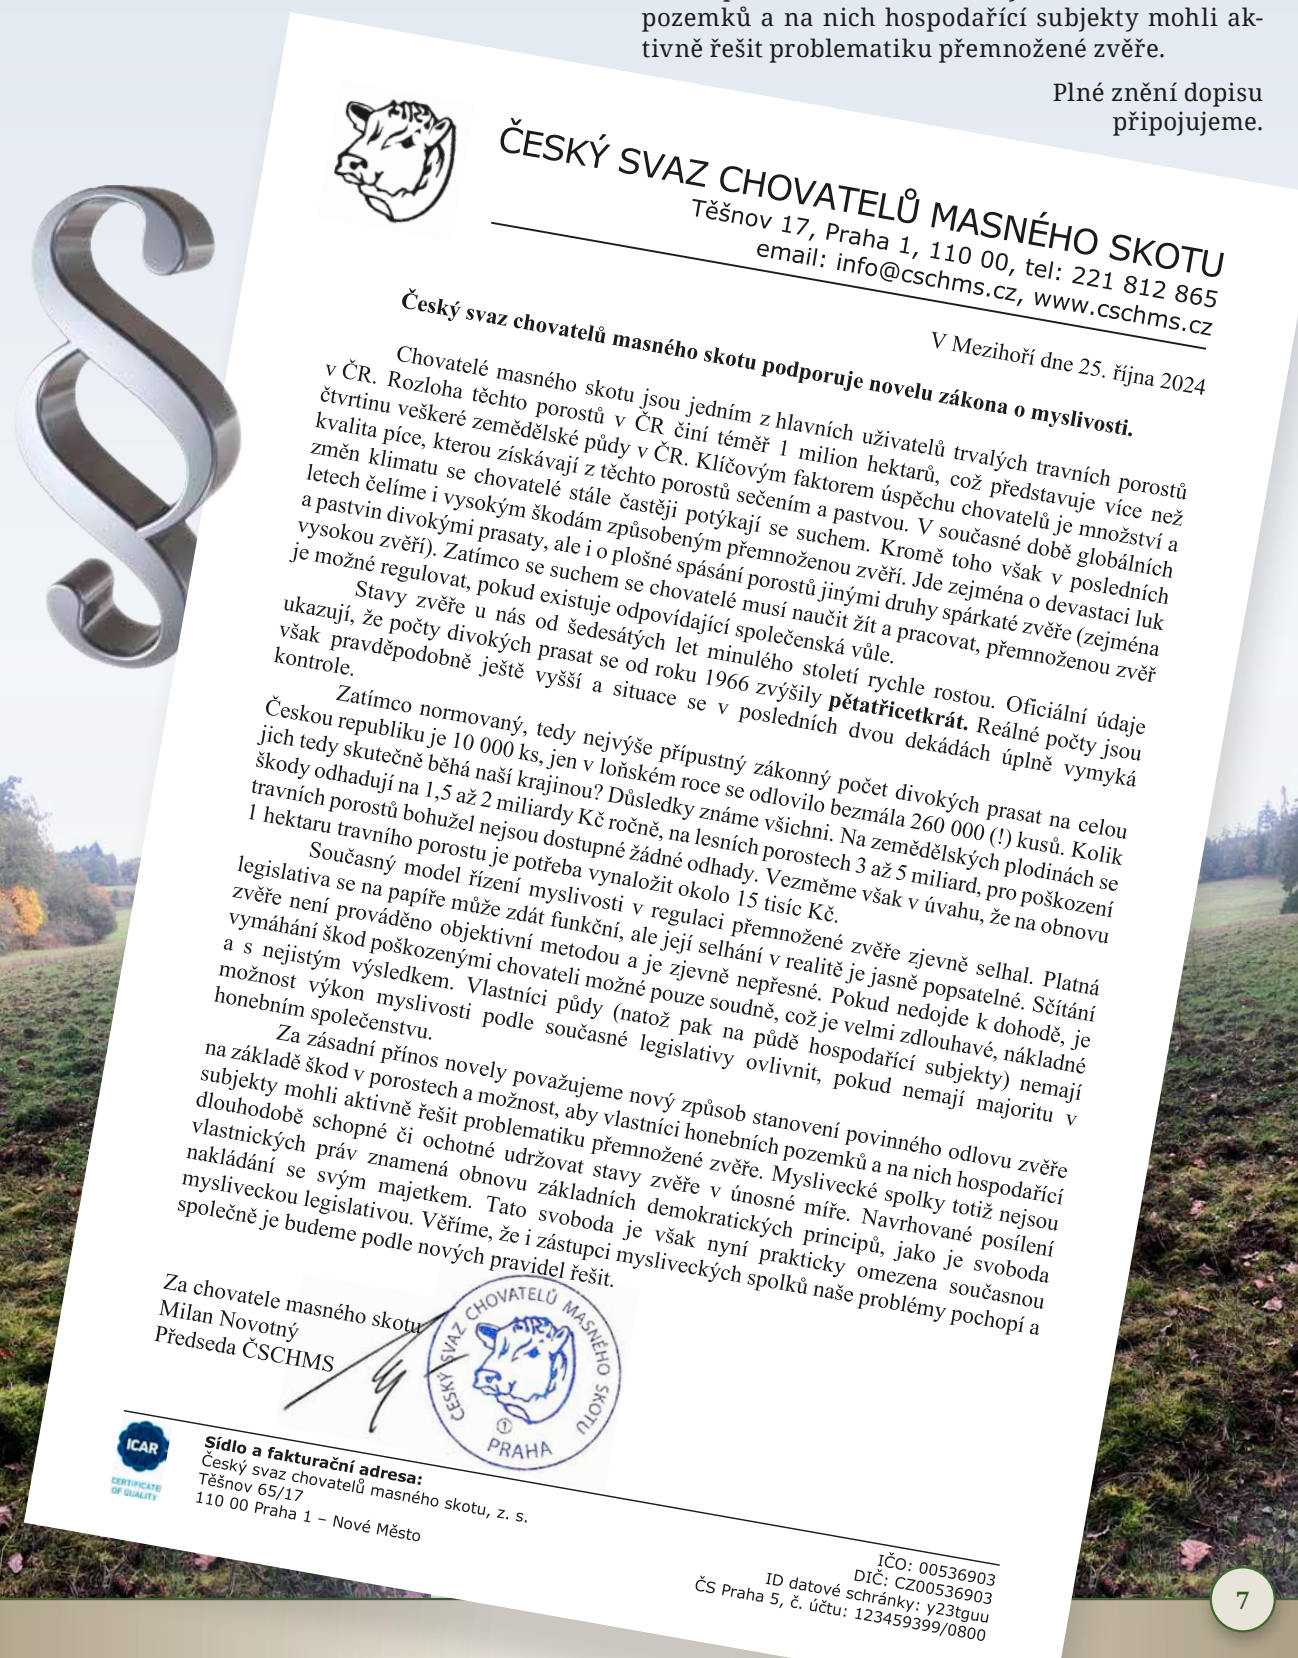 pozemků a na nich hospodařící subjekty mohli ak-
tivně řešit problematiku přemnožené zvěře.
Plné znění dopisu
připojujeme.
ČESKÝ SVAZ CHOVATELŮ MASNÉHO SKOTU
Těšnov 17, Praha 1, 110 00, tel: 221 812 865
email: info@cschms.cz, www.cschms.cz
V Mezihoří dne 25. října 2024
Český svaz chovatelů masného skotu podporuje novelu zákona o myslivosti.
Chovatelé masného skotu jsou jedním z hlavních uživatelů trvalých travních porostů
v ČR. Rozloha těchto porostů v ČR činí téměř 1 milion hektarů, což představuje více než
čtvrtinu veškeré zemědělské půdy v ČR. Klíčovým faktorem úspěchu chovatelů je množství a
kvalita píce, kterou získávají z těchto porostů sečením a pastvou. V současné době globálních
změn klimatu se chovatelé stále častěji potýkají se suchem. Kromě toho však v posledních
letech čelíme i vysokým škodám způsobeným přemnoženou zvěří. Jde zejména o devastaci luk
a pastvin divokými prasaty, ale i o plošné spásání porostů jinými druhy spárkaté zvěře (zejména
vysokou zvěří). Zatímco se suchem se chovatelé musí naučit žít a pracovat, přemnoženou zvěř
je možné regulovat, pokud existuje odpovídající společenská vůle.
Stavy zvěře u nás od šedesátých let minulého století rychle rostou. Oficiální údaje
ukazují, že počty divokých prasat se od roku 1966 zvýšily pětatřicetkrát. Reálné počty jsou
však pravděpodobně ještě vyšší a situace se v posledních dvou dekádách úplně vymyká
kontrole.
Zatímco normovaný, tedy nejvýše přípustný zákonný počet divokých prasat na celou
Českou republiku je 10 000 ks, jen v loňském roce se odlovilo bezmála 260 000 (!) kusů. Kolik
jich tedy skutečně běhá naší krajinou? Důsledky známe všichni. Na zemědělských plodinách se
škody odhadují na 1,5 až 2 miliardy Kč ročně, na lesních porostech 3 až 5 miliard, pro poškození
travních porostů bohužel nejsou dostupné žádné odhady. Vezměme však v úvahu, že na obnovu
1 hektaru travního porostu je potřeba vynaložit okolo 15 tisíc Kč.
Současný model řízení myslivosti v regulaci přemnožené zvěře zjevně selhal. Platná
legislativa se na papíře může zdát funkční, ale její selhání v realitě je jasně popsatelné. Sčítání
zvěře není prováděno objektivní metodou a je zjevně nepřesné. Pokud nedojde k dohodě, je
vymáhání škod poškozenými chovateli možné pouze soudně, což je velmi zdlouhavé, nákladné
a s nejistým výsledkem. Vlastníci půdy (natož pak na půdě hospodařící subjekty) nemají
možnost výkon myslivosti podle současné legislativy ovlivnit, pokud nemají majoritu v
honebním společenstvu.
Za zásadní přínos novely považujeme nový způsob stanovení povinného odlovu zvěře
na základě škod v porostech a možnost, aby vlastníci honebních pozemků a na nich hospodařící
subjekty mohli aktivně řešit problematiku přemnožené zvěře. Myslivecké spolky totiž nejsou
dlouhodobě schopné či ochotné udržovat stavy zvěře v únosné míře. Navrhované posílení
vlastnických práv znamená obnovu základních demokratických principů, jako je svoboda
nakládání se svým majetkem. Tato svoboda je však nyní prakticky omezena současnou
mysliveckou legislativou. Věříme, že i zástupci mysliveckých spolků naše problémy pochopí a
společně je budeme podle nových pravidel řešit.
Za chovatele masného skotu
Milan Novotný
Předseda ČSCHMS
ČESKÝ SVAZ CHOVATELŮ MASNÉHO SKOTU
1
PRAHA
ICAR
CERTIFICATE
OF QUALITY
Sídlo a fakturační adresa:
Český svaz chovatelů masného skotu, z. s.
Těšnov 65/17
110 00 Praha 1 – Nové Město
IČO: 00536903
DIČ: CZ00536903
ID datové schránky: y23tguu
ČS Praha 5, č. účtu: 123459399/0800
7